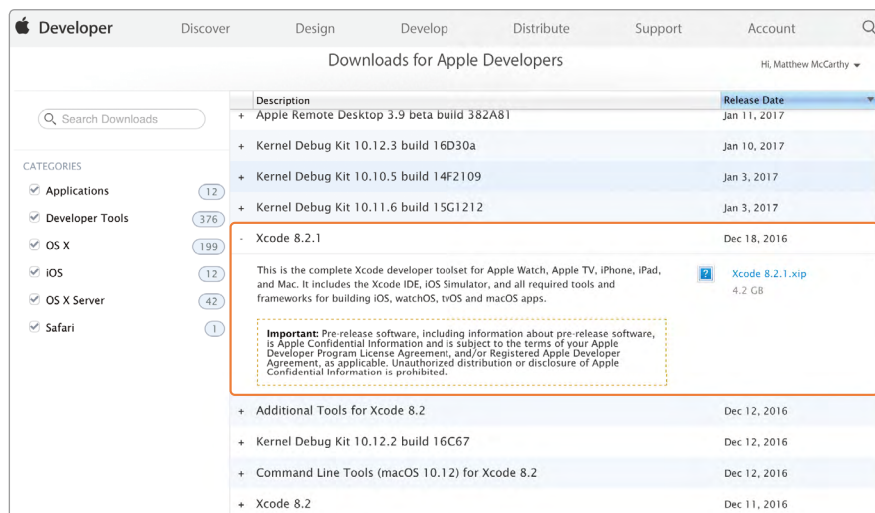 Developer Discover Design Develop Distribute Support Account
Downloads for Apple Developers
Hi, Matthew McCarthy
Search Downloads
CATEGORIES
Applications 12
Developer Tools 376
OS X 199
iOS 12
OS X Server 42
Safari 1
Description Release Date
+ Apple Remote Desktop 3.9 beta build 382A81 Jan 11, 2017
+ Kernel Debug Kit 10.12.3 build 16D30a Jan 10, 2017
+ Kernel Debug Kit 10.10.5 build 14F2109 Jan 3, 2017
+ Kernel Debug Kit 10.11.6 build 15G1212 Jan 3, 2017
- Xcode 8.2.1 Dec 18, 2016
This is the complete Xcode developer toolset for Apple Watch, Apple TV, iPhone, iPad,
and Mac. It includes the Xcode IDE, iOS Simulator, and all required tools and
frameworks for building iOS, watchOS, tvOS and macOS apps.
? Xcode 8.2.1.xip
4.2 GB
Important: Pre-release software, including information about pre-release software,
is Apple Confidential Information and is subject to the terms of your Apple
Developer Program License Agreement, and/or Registered Apple Developer
Agreement, as applicable. Unauthorized distribution or disclosure of Apple
Confidential Information is prohibited.
+ Additional Tools for Xcode 8.2 Dec 12, 2016
+ Kernel Debug Kit 10.12.2 build 16C67 Dec 12, 2016
+ Command Line Tools (macOS 10.12) for Xcode 8.2 Dec 12, 2016
+ Xcode 8.2 Dec 11, 2016